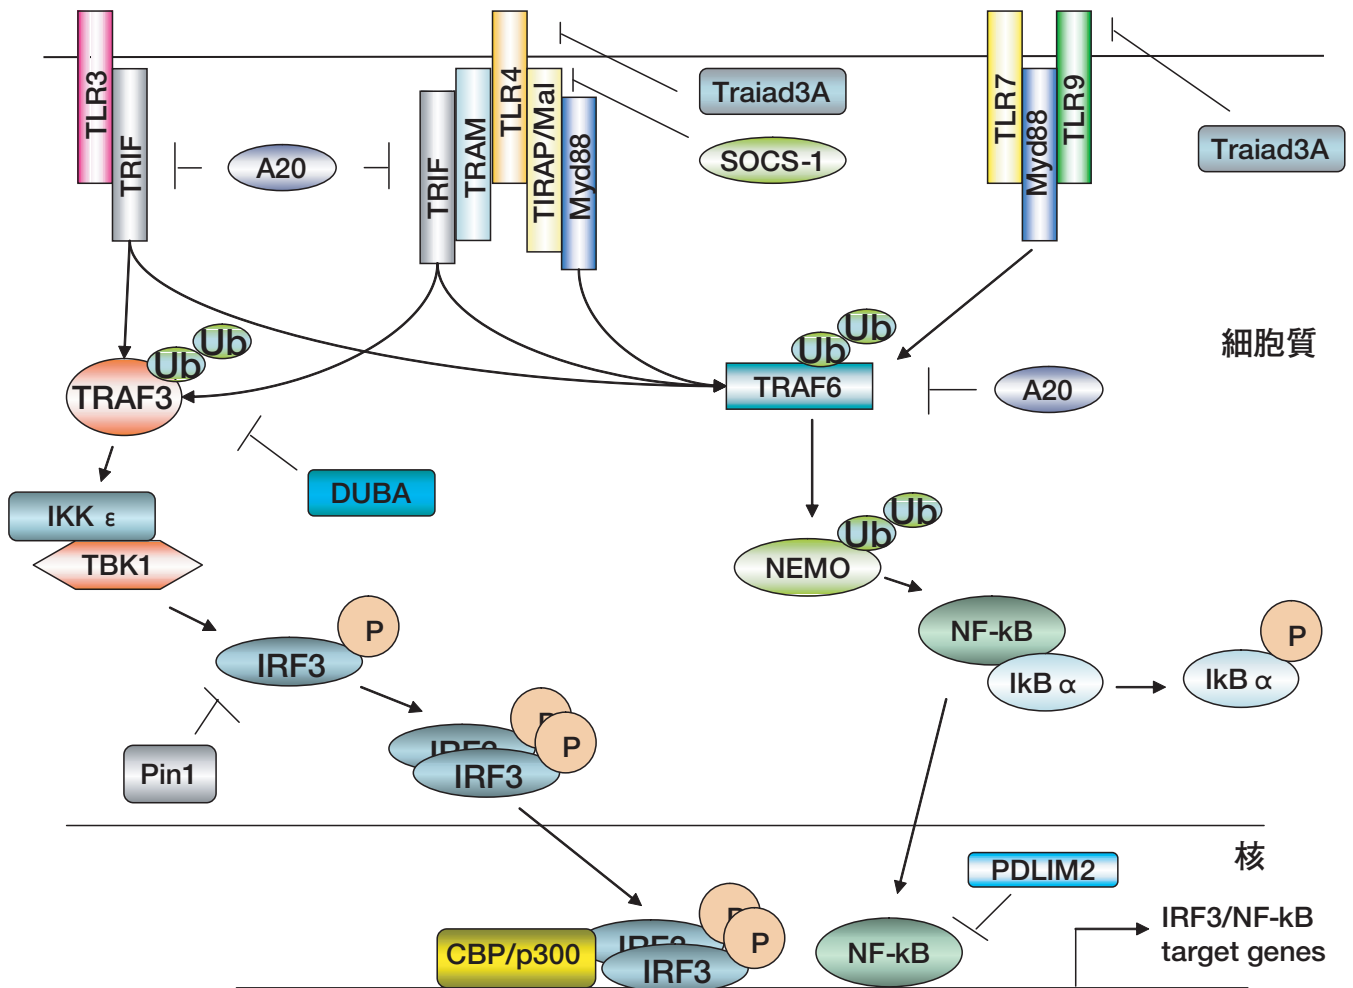 TLR3
TRIF
A20
TRIF
TRAM
TLR4
TIRAP/Mal
Myd88
Traiad3A
SOCS-1
TLR7
Myd88
TLR9
Traiad3A
細胞質
Ub
Ub
TRAF3
Ub
Ub
TRAF6
A20
DUBA
IKK ε
TBK1
Ub
Ub
NEMO
P
IRF3
NF-kB
IkB α
P
IkB α
Pin1
P
IRF3
核
PDLIM2
CBP/p300
P
IRF3
NF-kB
IRF3/NF-kB
target genes